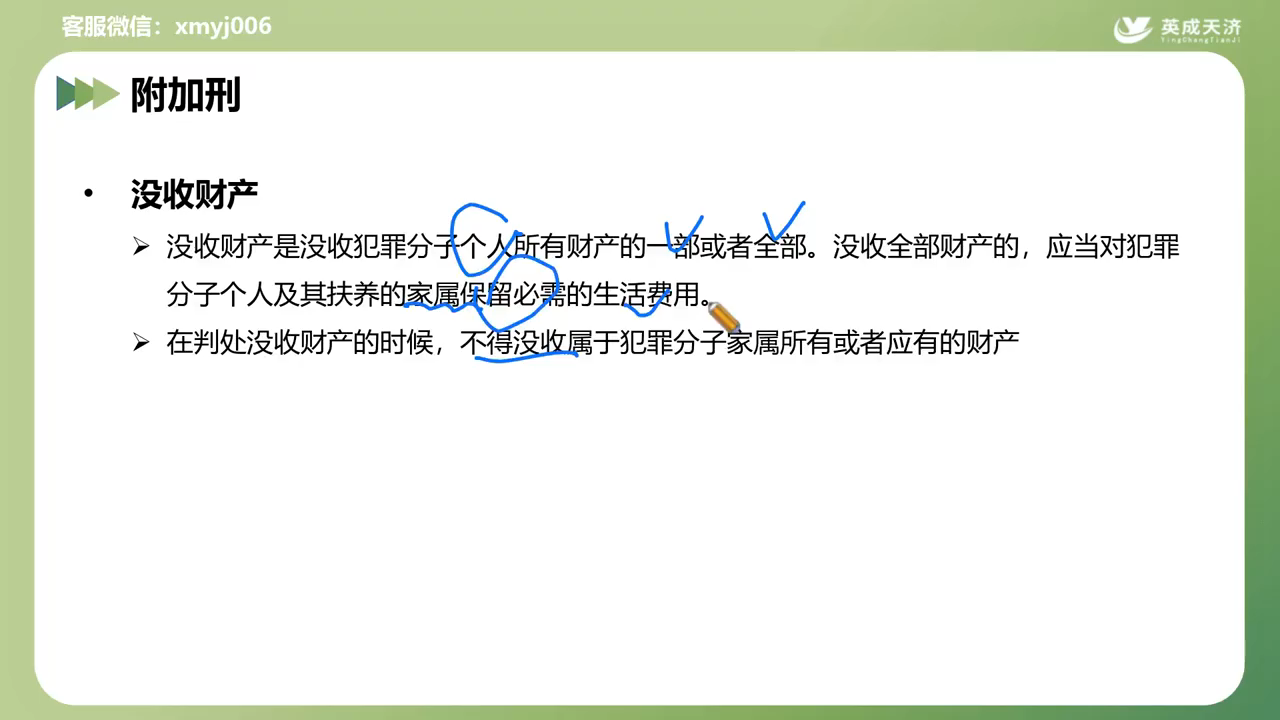 客服微信：xmyj006
英成天济
YingChengTianJi
附加刑
• 没收财产
➢ 没收财产是没收犯罪分子个人所有财产的一部或者全部。没收全部财产的，应当对犯罪
分子个人及其扶养的家属保留必需的生活费用。
➢ 在判处没收财产的时候，不得没收属于犯罪分子家属所有或者应有的财产